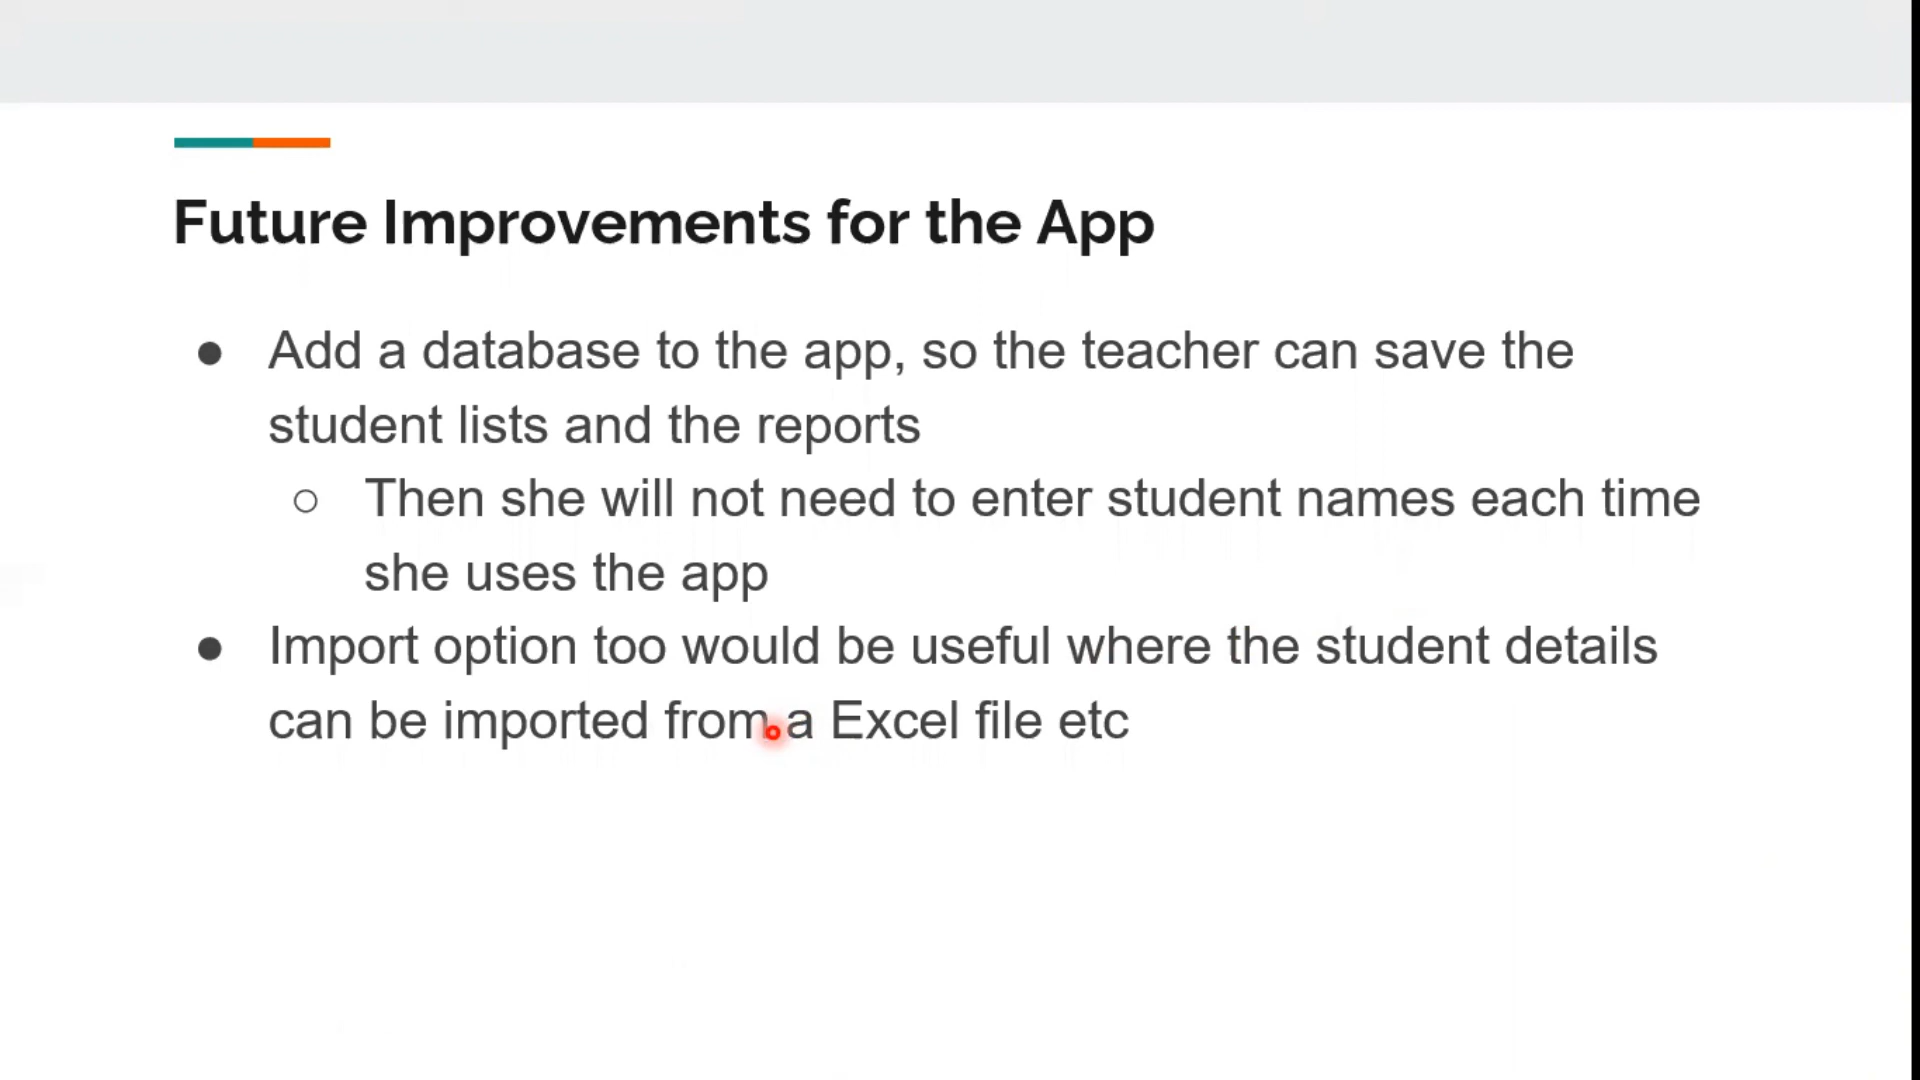 Future Improvements for the App
● Add a database to the app, so the teacher can save the
student lists and the reports
○ Then she will not need to enter student names each time
she uses the app
● Import option too would be useful where the student details
can be imported from a Excel file etc